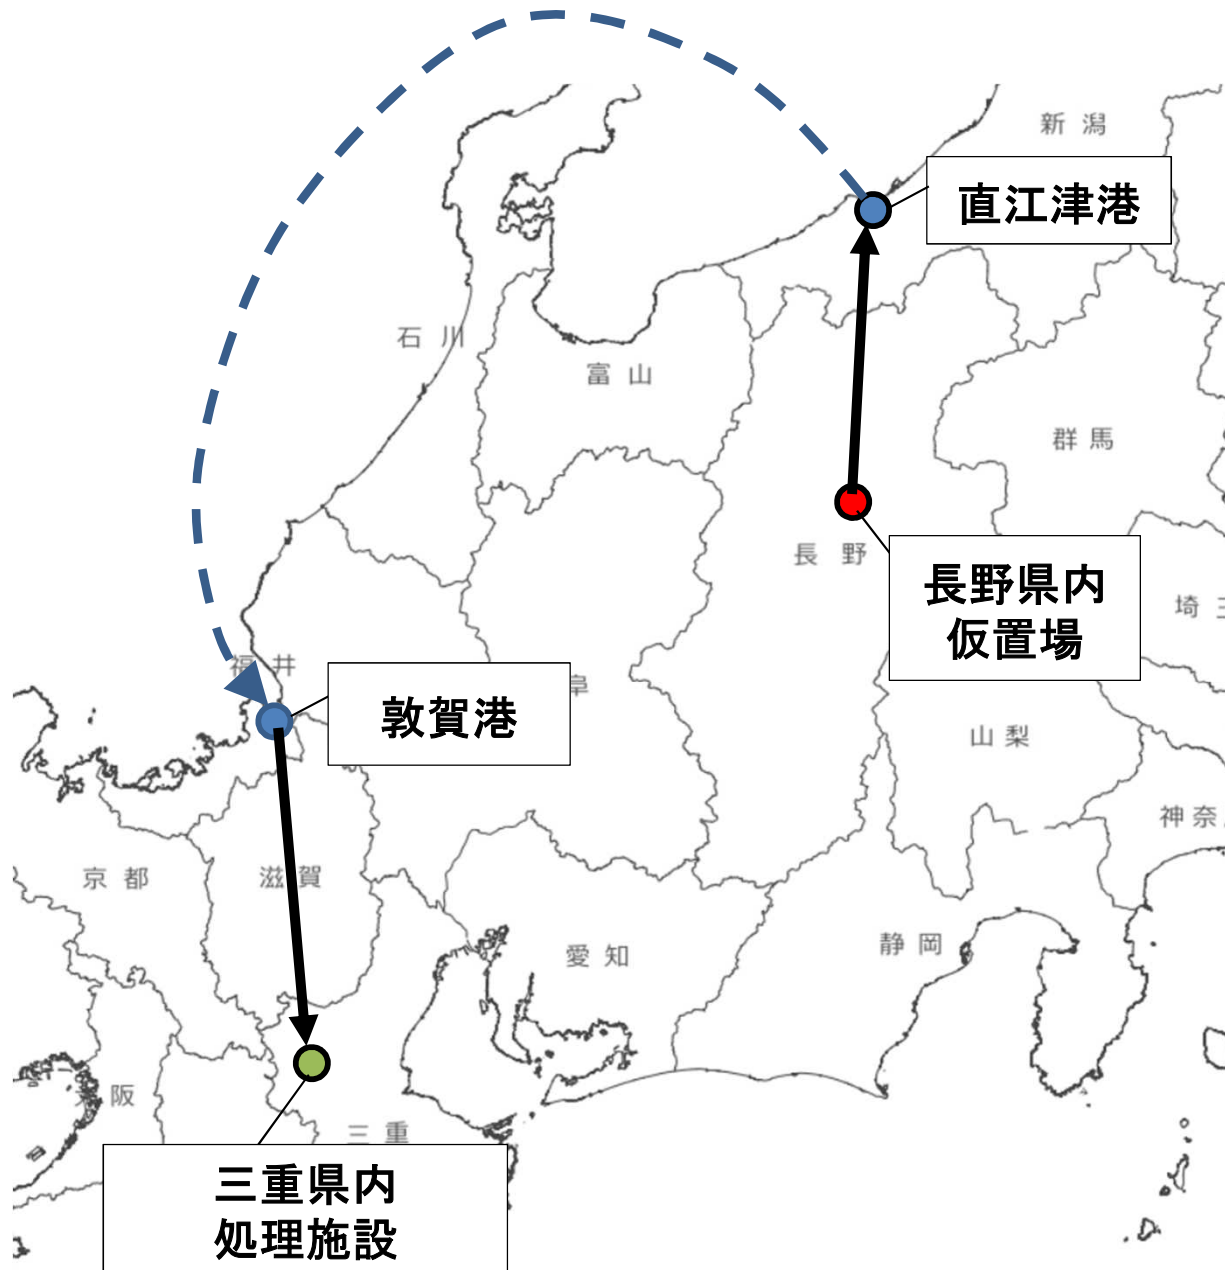 新潟
直江津港
石川
富山
群馬
長野
長野県内
仮置場
埼
福井
敦賀港
阜
山梨
神奈
京都
滋賀
愛知
静岡
阪
三重
三重県内
処理施設